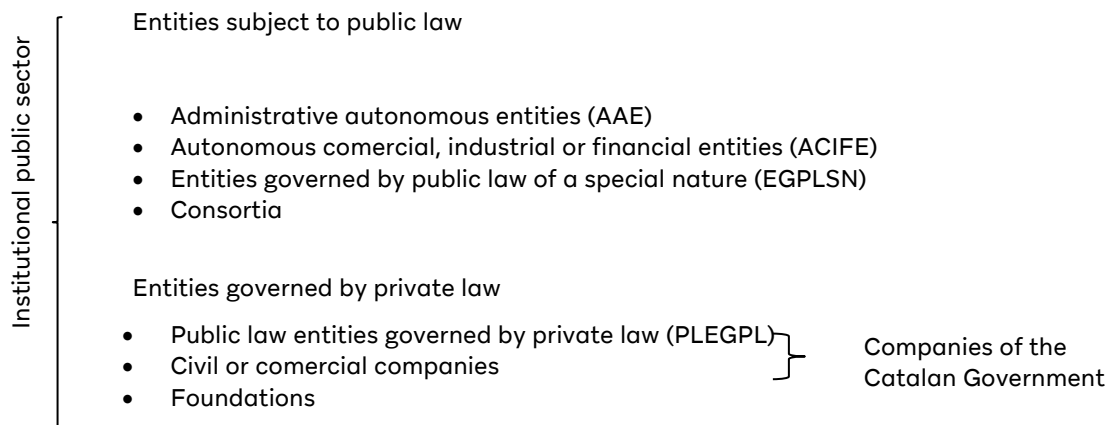 Institutional public sector
Entities subject to public law
• Administrative autonomous entities (AAE)
• Autonomous comercial, industrial or financial entities (ACIFE)
• Entities governed by public law of a special nature (EGPLSN)
• Consortia
Entities governed by private law
• Public law entities governed by private law (PLEGPL)
• Civil or comercial companies
• Foundations
Companies of the
Catalan Government